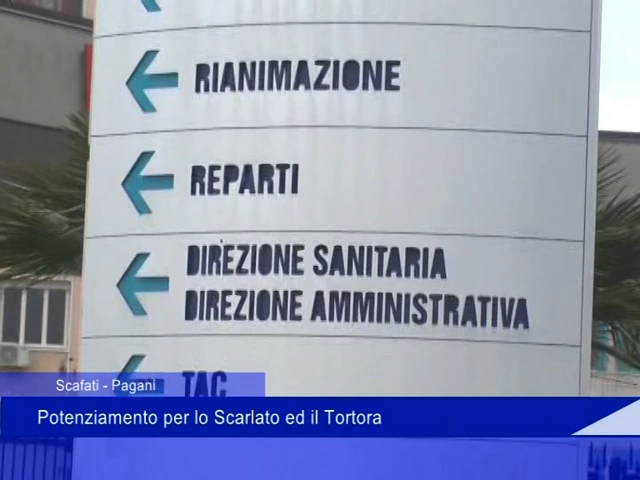 RIANIMAZIONE
REPARTI
DIREZIONE SANITARIA
DIREZIONE AMMINISTRATIVA
TAC
Scafati - Pagani
Potenziamento per lo Scarlato ed il Tortora